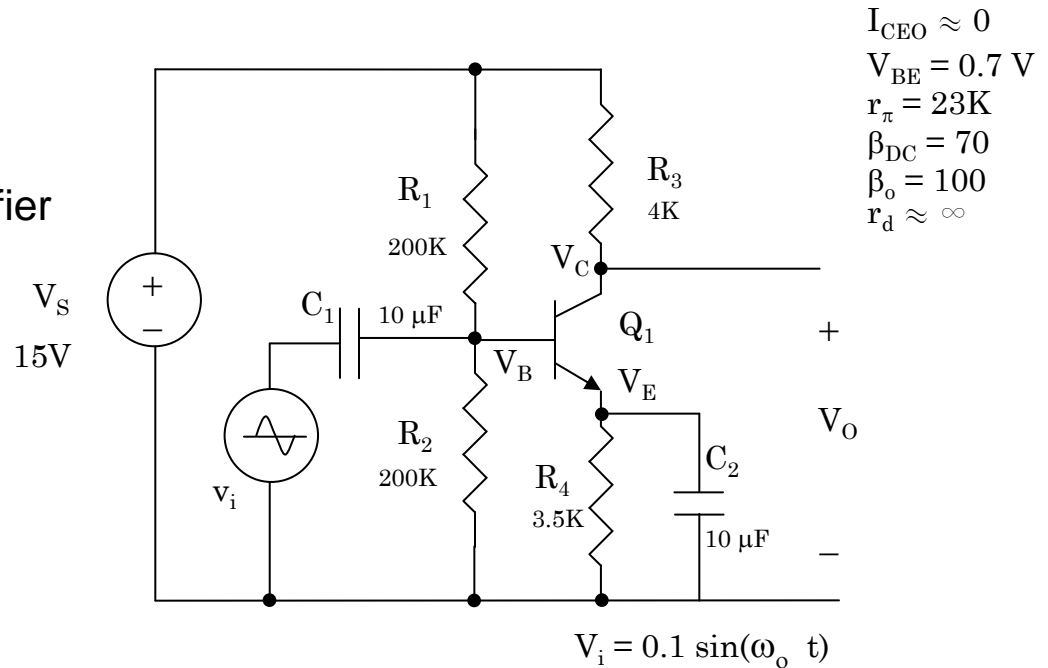 I_CEO ≈ 0
V_BE = 0.7 V
r_π = 23K
β_DC = 70
β_o = 100
r_d ≈ ∞
fier
R_1
200K
R_3
4K
V_S
15V
+
−
C_1
10 μF
V_C
Q_1
V_B
V_E
+
V_O
−
v_i
R_2
200K
R_4
3.5K
C_2
10 μF
V_i = 0.1 sin(ω_o t)